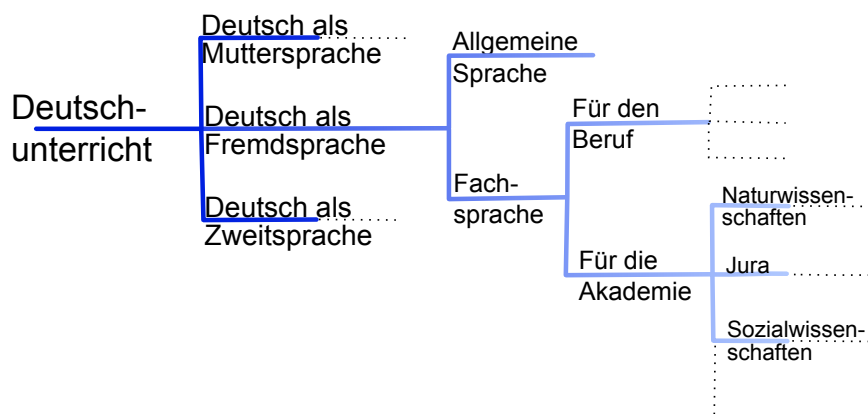 Deutsch-
unterricht
Deutsch als
Muttersprache
Deutsch als
Fremdsprache
Deutsch als
Zweitsprache
Allgemeine
Sprache
Fach-
sprache
Für den
Beruf
Für die
Akademie
Naturwissen-
schaften
Jura
Sozialwissen-
schaften